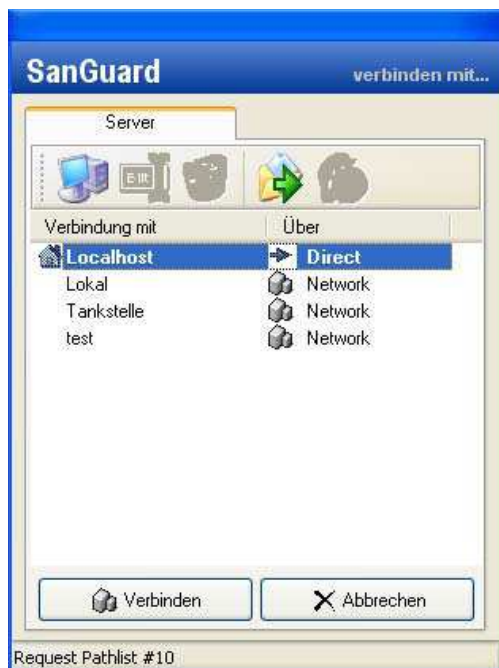 SanGuard verbinden mit...
Server
Verbindung mit Über
Localhost Direct
Lokal Network
Tankstelle Network
test Network
Verbinden Abbrechen
Request Pathlist #10